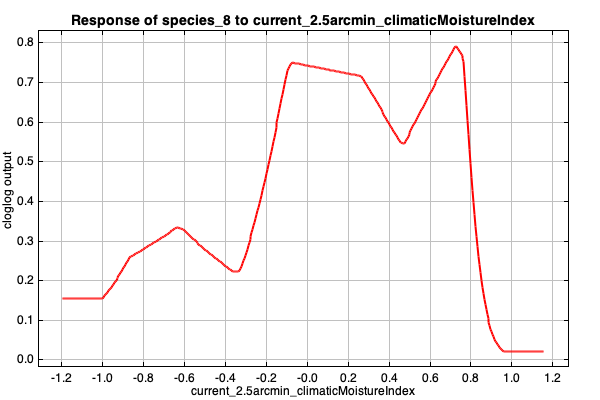 Response of species_8 to current_2.5arcmin_climaticMoistureIndex
0.8
0.7
0.6
0.5
0.4
0.3
0.2
0.1
0.0
cloglog output
-1.2 -1.0 -0.8 -0.6 -0.4 -0.2 -0.0 0.2 0.4 0.6 0.8 1.0 1.2
current_2.5arcmin_climaticMoistureIndex